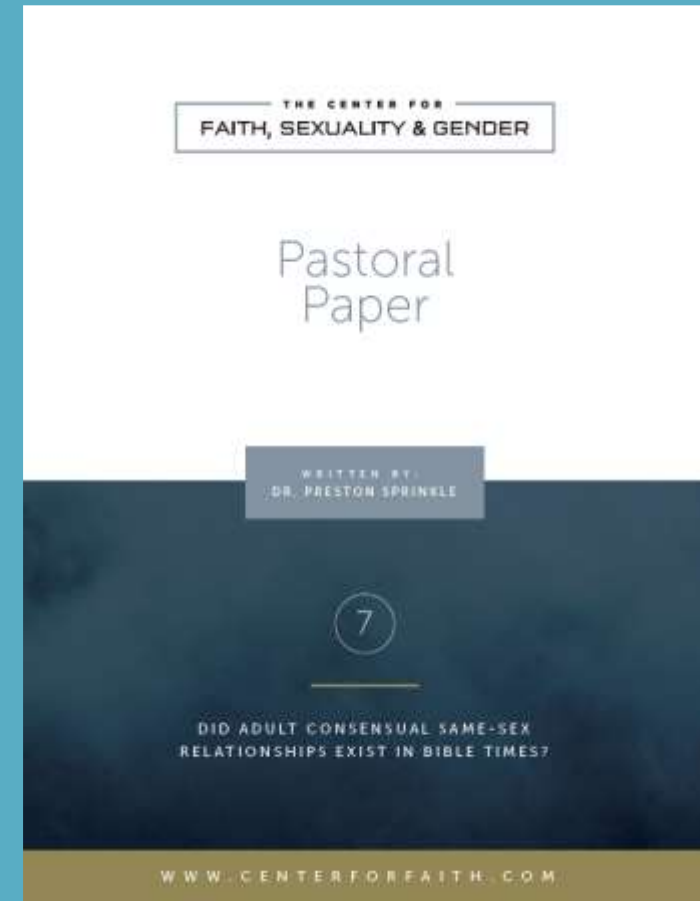 THE CENTER FOR
FAITH, SEXUALITY & GENDER
Pastoral
Paper
WRITTEN BY:
DR. PRESTON SPRINKLE
7
DID ADULT CONSENSUAL SAME-SEX
RELATIONSHIPS EXIST IN BIBLE TIMES?
WWW.CENTERFORFAITH.COM